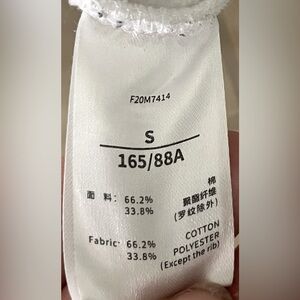 F20M7414
S
165/88A
面 料: 66.2% 棉
33.8% 聚酯纤维
(罗纹除外)
Fabric: 66.2% COTTON
33.8% POLYESTER
(Except the rib)